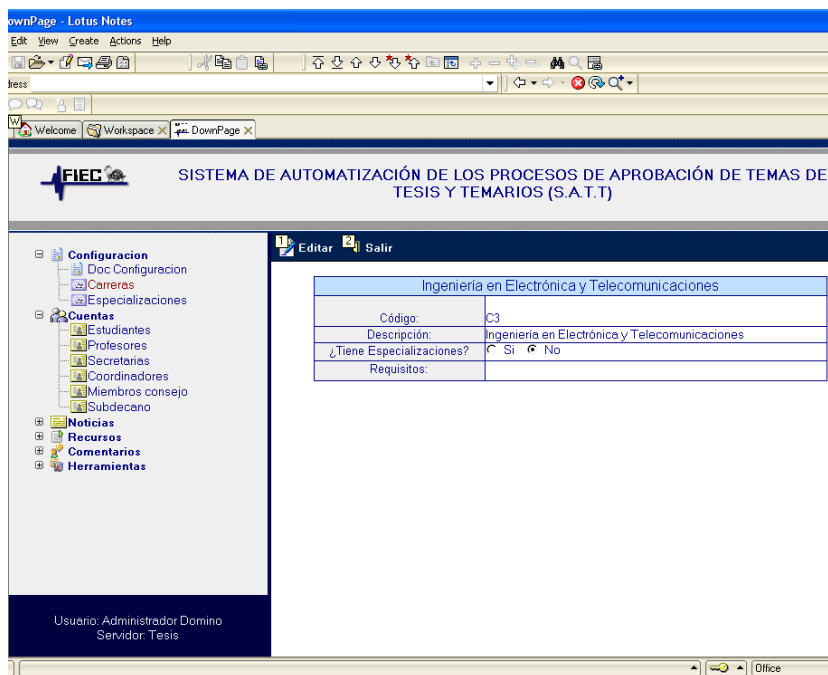 ownPage - Lotus Notes
Edit View Create Actions Help
dress
W
Welcome Workspace DownPage
FIEC
SISTEMA DE AUTOMATIZACIÓN DE LOS PROCESOS DE APROBACIÓN DE TEMAS DE
TESIS Y TEMARIOS (S.A.T.T)
1 Editar 2 Salir
Configuracion
Doc Configuracion
Carreras
Especializaciones
Cuentas
Estudiantes
Profesores
Secretarias
Coordinadores
Miembros consejo
Subdecano
Noticias
Recursos
Comentarios
Herramientas
Ingeniería en Electrónica y Telecomunicaciones
Código: C3
Descripción: Ingeniería en Electrónica y Telecomunicaciones
¿Tiene Especializaciones? Si No
Requisitos:
Usuario: Administrador Domino
Servidor: Tesis
Office